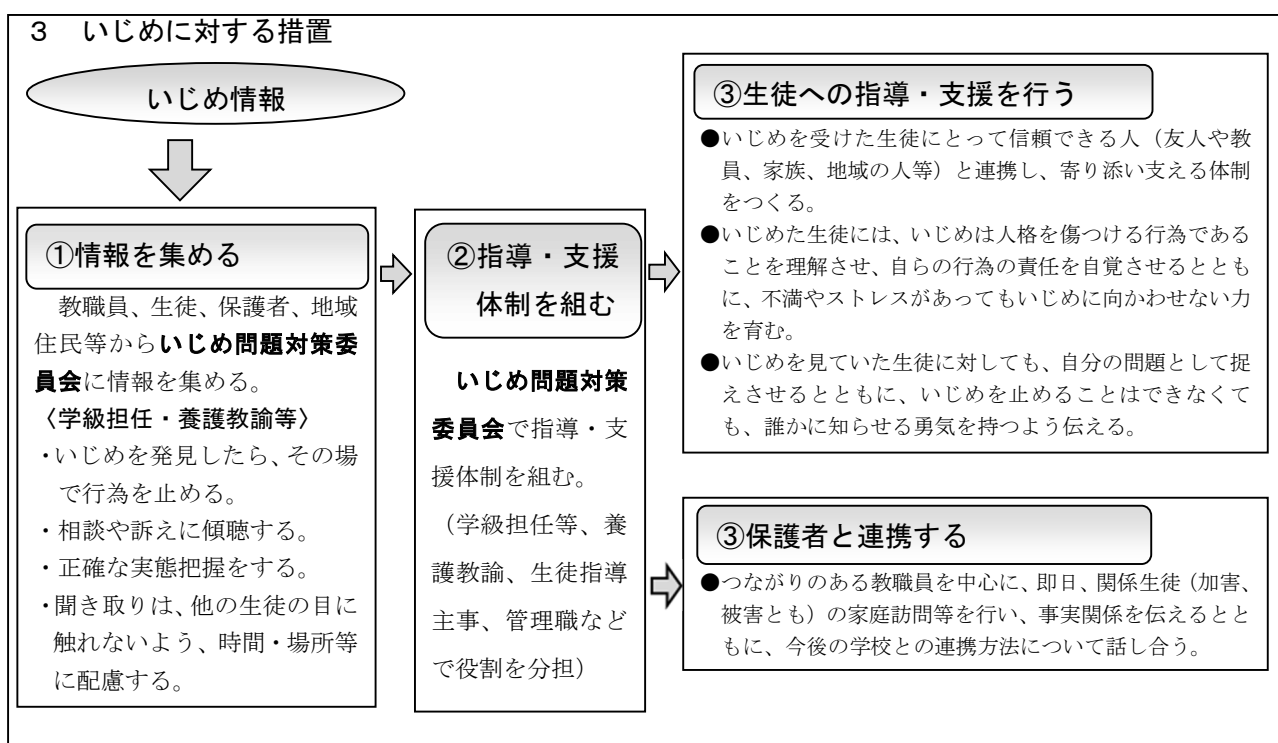 ３　いじめに対する措置
いじめ情報
①情報を集める
教職員、生徒、保護者、地域
住民等からいじめ問題対策委
員会に情報を集める。
〈学級担任・養護教諭等〉
・いじめを発見したら、その場
で行為を止める。
・相談や訴えに傾聴する。
・正確な実態把握をする。
・聞き取りは、他の生徒の目に
触れないよう、時間・場所等
に配慮する。
②指導・支援
体制を組む
いじめ問題対策
委員会で指導・支
援体制を組む。
（学級担任等、養
護教諭、生徒指導
主事、管理職など
で役割を分担）
③生徒への指導・支援を行う
●いじめを受けた生徒にとって信頼できる人（友人や教
員、家族、地域の人等）と連携し、寄り添い支える体制
をつくる。
●いじめた生徒には、いじめは人格を傷つける行為である
ことを理解させ、自らの行為の責任を自覚させるととも
に、不満やストレスがあってもいじめに向かわせない力
を育む。
●いじめを見ていた生徒に対しても、自分の問題として捉
えさせるとともに、いじめを止めることはできなくて
も、誰かに知らせる勇気を持つよう伝える。
③保護者と連携する
●つながりのある教職員を中心に、即日、関係生徒（加害、
被害とも）の家庭訪問等を行い、事実関係を伝えるとと
もに、今後の学校との連携方法について話し合う。